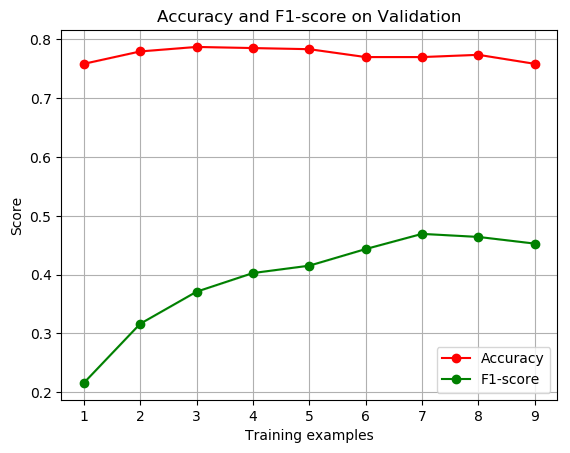 Accuracy and F1-score on Validation
0.8
0.7
0.6
0.5
0.4
0.3
0.2
Score
Accuracy
F1-score
1 2 3 4 5 6 7 8 9
Training examples